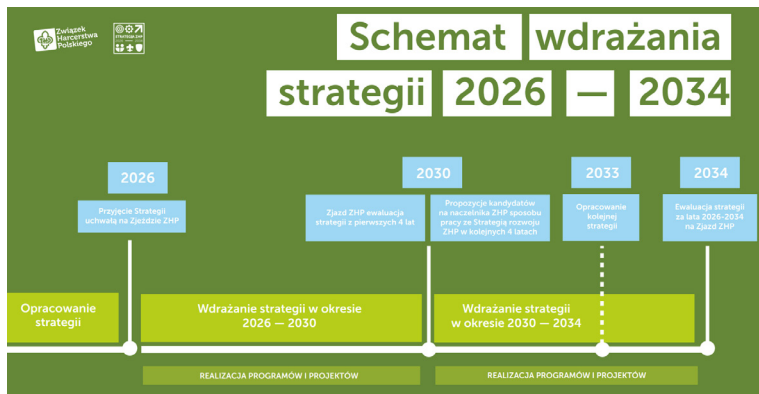 Związek
Harcerstwa
Polskiego
STRATEGIA ZHP
Schemat wdrażania
strategii 2026 — 2034
2026
Przyjęcie Strategii
uchwałą na Zjeździe ZHP
2030
Zjazd ZHP ewaluacja
strategii z pierwszych 4 lat
Propozycje kandydatów
na naczelnika ZHP sposobu
pracy ze Strategią rozwoju
ZHP w kolejnych 4 latach
2033
Opracowanie
kolejnej
strategii
2034
Ewaluacja strategii
za lata 2026-2034
na Zjazd ZHP
Opracowanie
strategii
Wdrażanie strategii w okresie
2026 — 2030
Wdrażanie strategii
w okresie 2030 — 2034
REALIZACJA PROGRAMÓW I PROJEKTÓW
REALIZACJA PROGRAMÓW I PROJEKTÓW